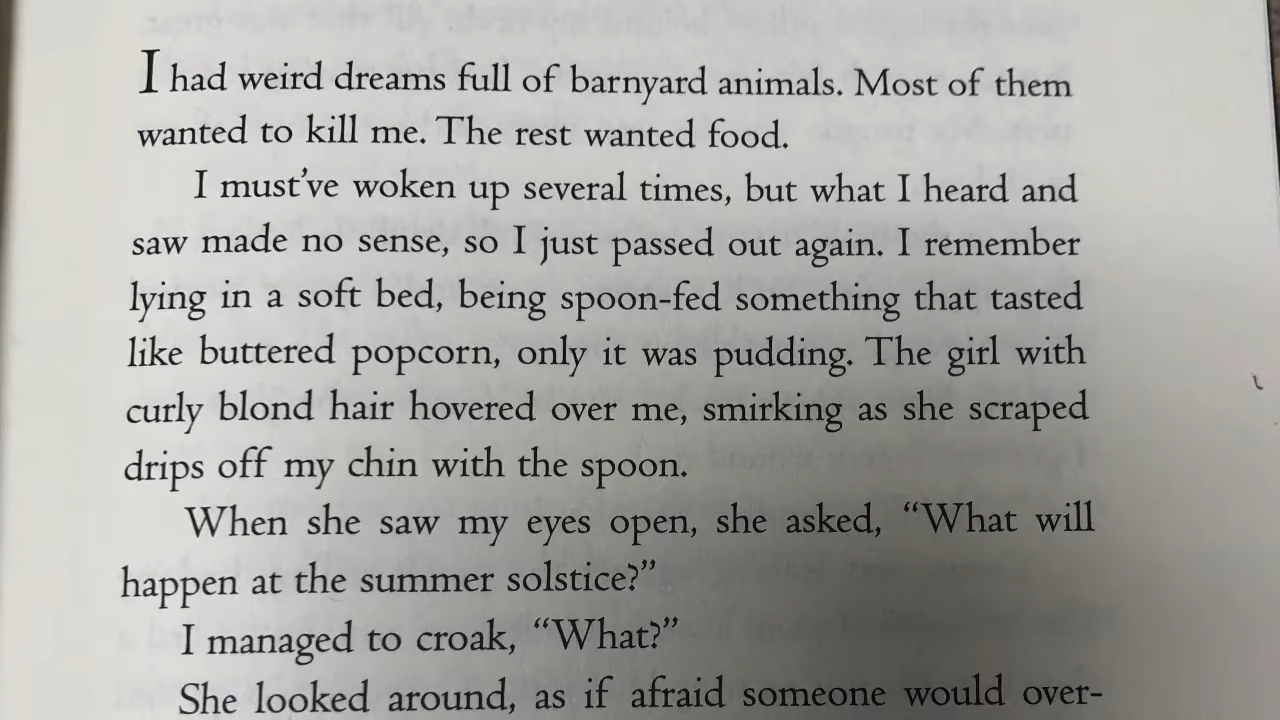 I had weird dreams full of barnyard animals. Most of them
wanted to kill me. The rest wanted food.
I must've woken up several times, but what I heard and
saw made no sense, so I just passed out again. I remember
lying in a soft bed, being spoon-fed something that tasted
like buttered popcorn, only it was pudding. The girl with
curly blond hair hovered over me, smirking as she scraped
drips off my chin with the spoon.
When she saw my eyes open, she asked, “What will
happen at the summer solstice?”
I managed to croak, “What?”
She looked around, as if afraid someone would over-